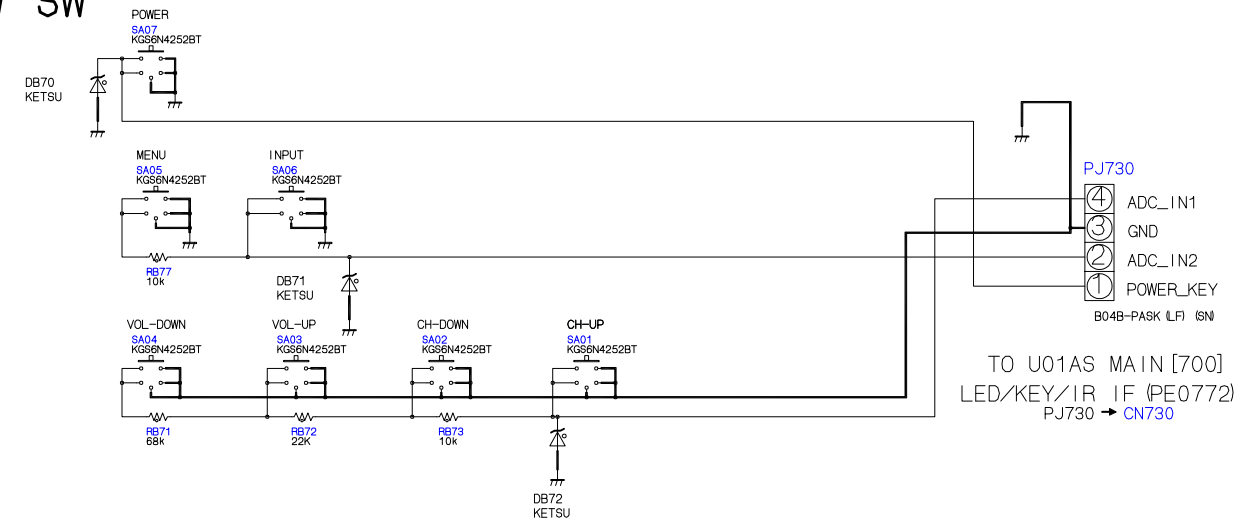 SW
POWER
SA07
KGS6N4252BT
DB70
KETSU
MENU
SA05
KGS6N4252BT
INPUT
SA06
KGS6N4252BT
RB77
10k
DB71
KETSU
PJ730
4 ADC_IN1
3 GND
2 ADC_IN2
1 POWER_KEY
B04B-PASK (LF) (SN)
VOL-DOWN
SA04
KGS6N4252BT
VOL-UP
SA03
KGS6N4252BT
CH-DOWN
SA02
KGS6N4252BT
CH-UP
SA01
KGS6N4252BT
RB71
68k
RB72
22K
RB73
10k
DB72
KETSU
TO U01AS MAIN [700]
LED/KEY/IR IF (PE0772)
PJ730 → CN730